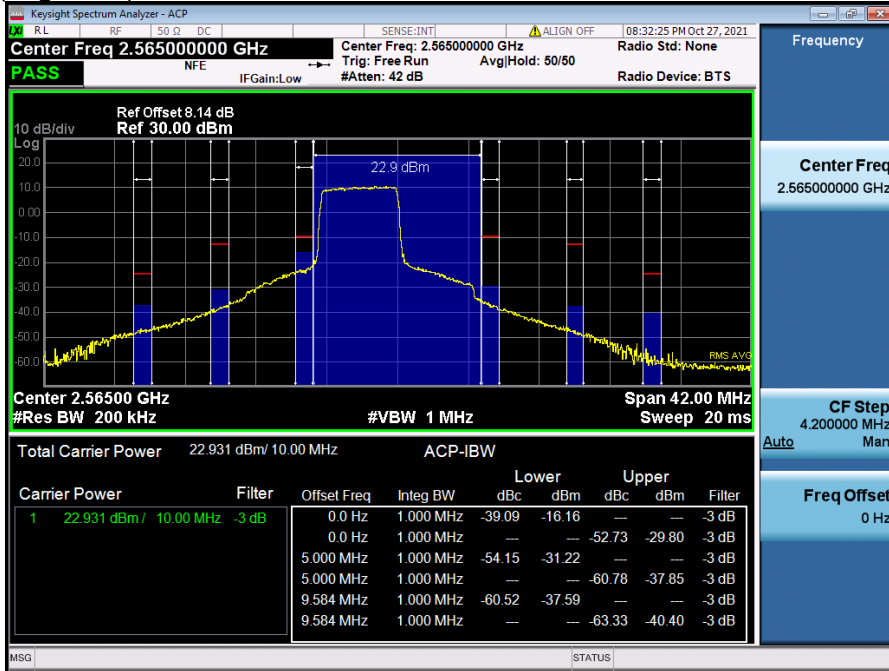 Keysight Spectrum Analyzer - ACP
LXI RL RF 50 Ω DC SENSE:INT ALIGN OFF 08:32:25 PM Oct 27, 2021
Center Freq 2.565000000 GHz Center Freq: 2.565000000 GHz Radio Std: None
NFE Trig: Free Run Avg|Hold: 50/50
PASS IFGain:Low #Atten: 42 dB Radio Device: BTS
Frequency
Ref Offset 8.14 dB
10 dB/div Ref 30.00 dBm
Log
20.0
22.9 dBm
10.0
0.00
-10.0
-20.0
-30.0
-40.0
-50.0
-60.0
RMS AVG
Center 2.56500 GHz Span 42.00 MHz
#Res BW 200 kHz #VBW 1 MHz Sweep 20 ms
Center Freq
2.565000000 GHz
CF Step
4.200000 MHz
Auto Man
Freq Offset
0 Hz
Total Carrier Power 22.931 dBm/ 10.00 MHz ACP-IBW
Lower Upper
Carrier Power Filter Offset Freq Integ BW dBc dBm dBc dBm Filter
1 22.931 dBm / 10.00 MHz -3 dB 0.0 Hz 1.000 MHz -39.09 -16.16 --- --- -3 dB
0.0 Hz 1.000 MHz --- --- -52.73 -29.80 -3 dB
5.000 MHz 1.000 MHz -54.15 -31.22 --- --- -3 dB
5.000 MHz 1.000 MHz --- --- -60.78 -37.85 -3 dB
9.584 MHz 1.000 MHz -60.52 -37.59 --- --- -3 dB
9.584 MHz 1.000 MHz --- --- -63.33 -40.40 -3 dB
MSG STATUS